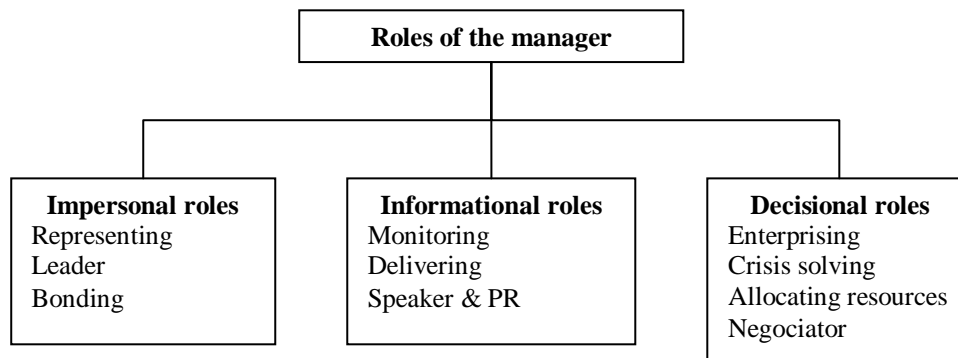 Roles of the manager
Impersonal roles
Representing
Leader
Bonding
Informational roles
Monitoring
Delivering
Speaker & PR
Decisional roles
Enterprising
Crisis solving
Allocating resources
Negociator